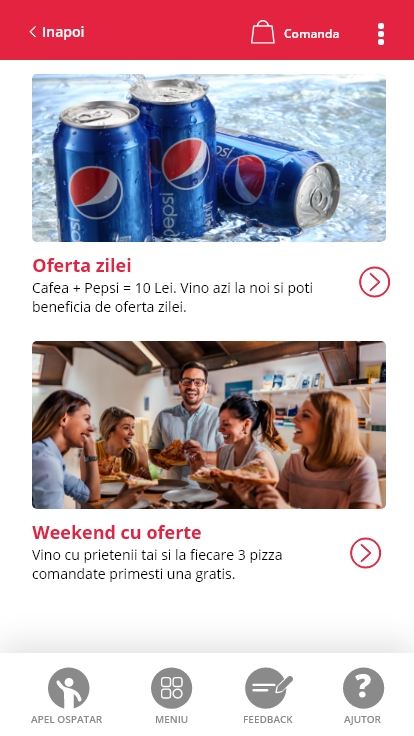 Inapoi
Comanda
pepsi
Oferta zilei
Cafea + Pepsi = 10 Lei. Vino azi la noi si poti
beneficia de oferta zilei.
Weekend cu oferte
Vino cu prietenii tai si la fiecare 3 pizza
comandate primesti una gratis.
APEL OSPATAR
MENIU
FEEDBACK
AJUTOR